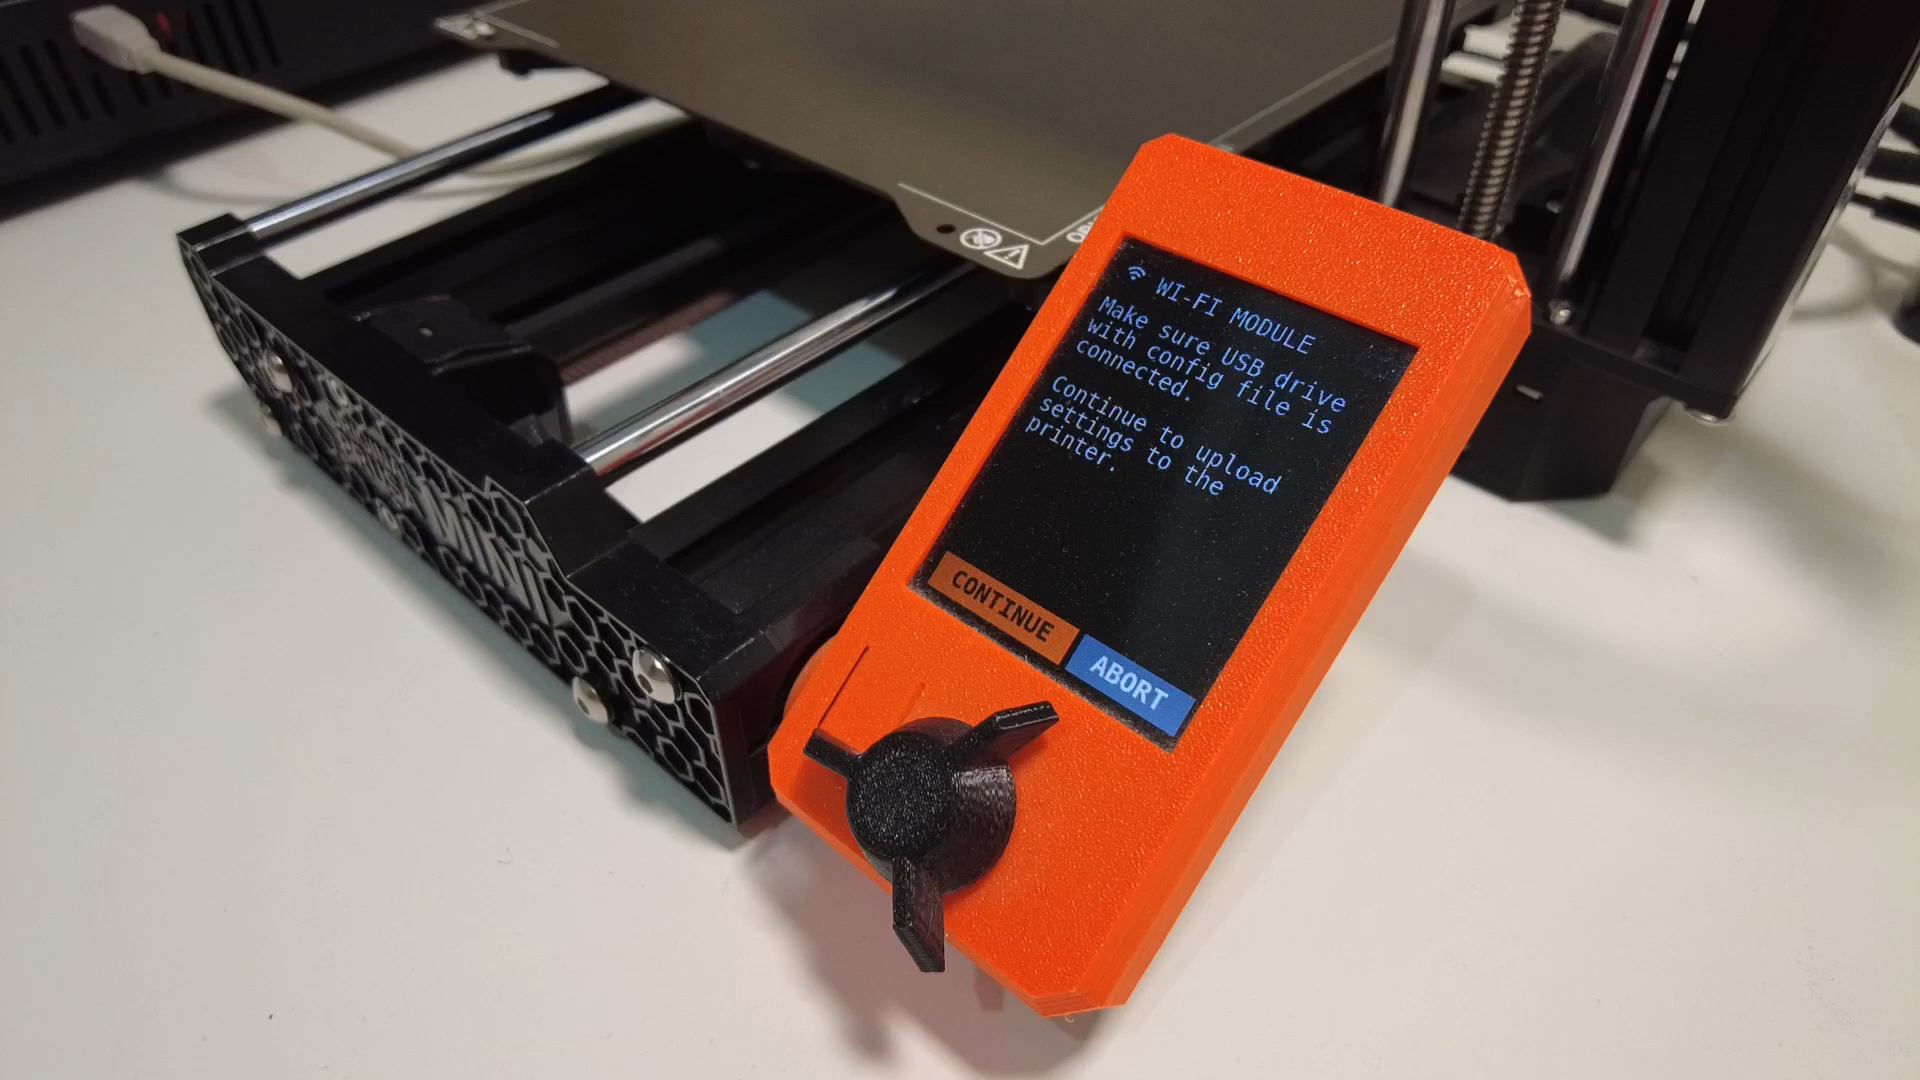 WI-FI MODULE
Make sure USB drive
with config file is
connected.
Continue to upload
settings to the
printer.
CONTINUE
ABORT
MINI